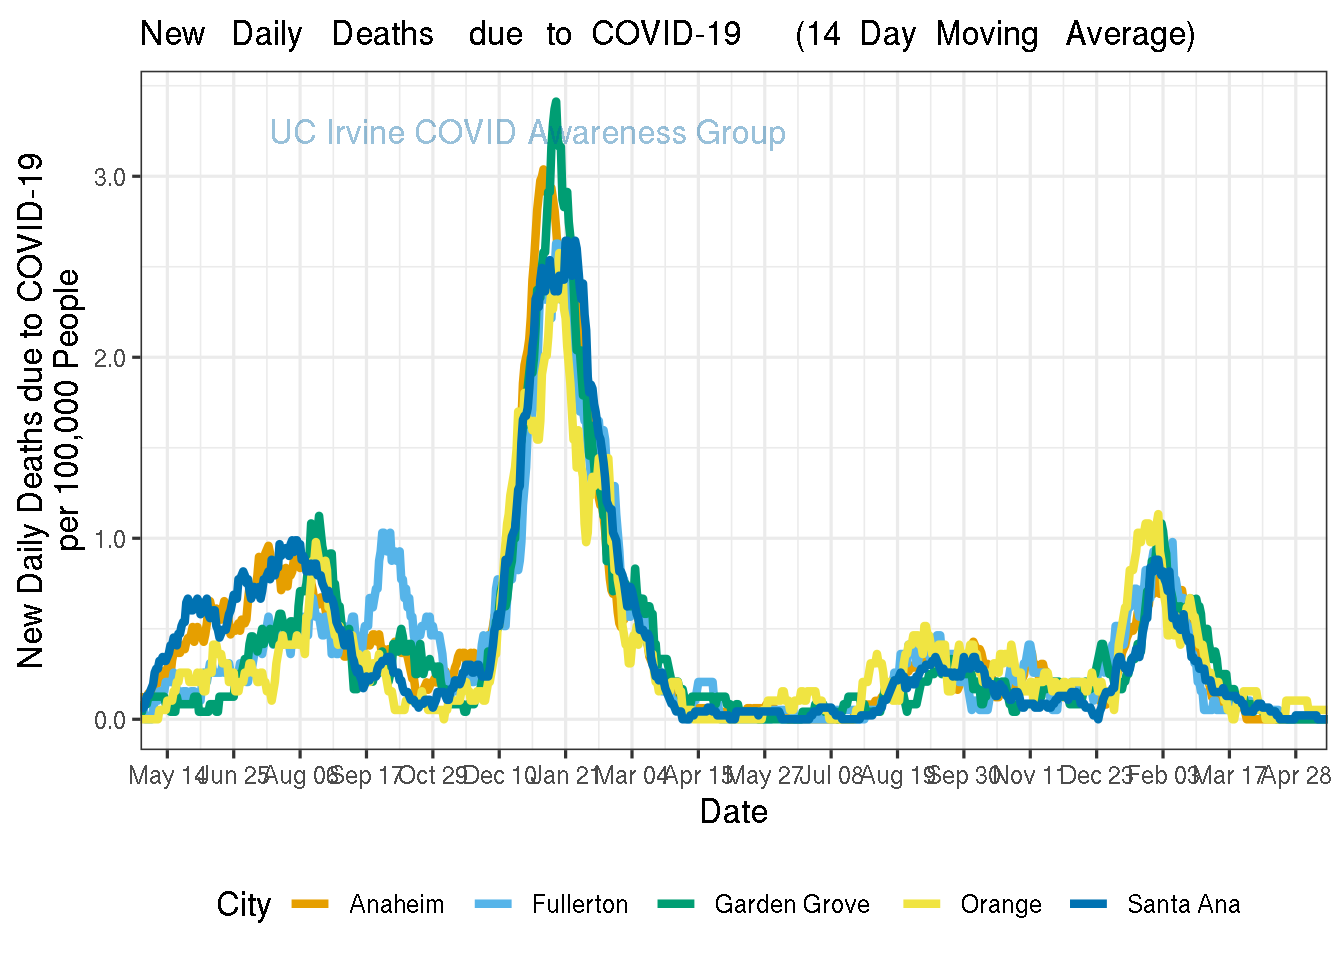 New Daily Deaths due to COVID-19 (14 Day Moving Average)
UC Irvine COVID Awareness Group
New Daily Deaths due to COVID-19
per 100,000 People
3.0
2.0
1.0
0.0
May 14 Jun 25 Aug 06 Sep 17 Oct 29 Dec 10 Jan 21 Mar 04 Apr 15 May 27 Jul 08 Aug 19 Sep 30 Nov 11 Dec 23 Feb 03 Mar 17 Apr 28
Date
City Anaheim Fullerton Garden Grove Orange Santa Ana